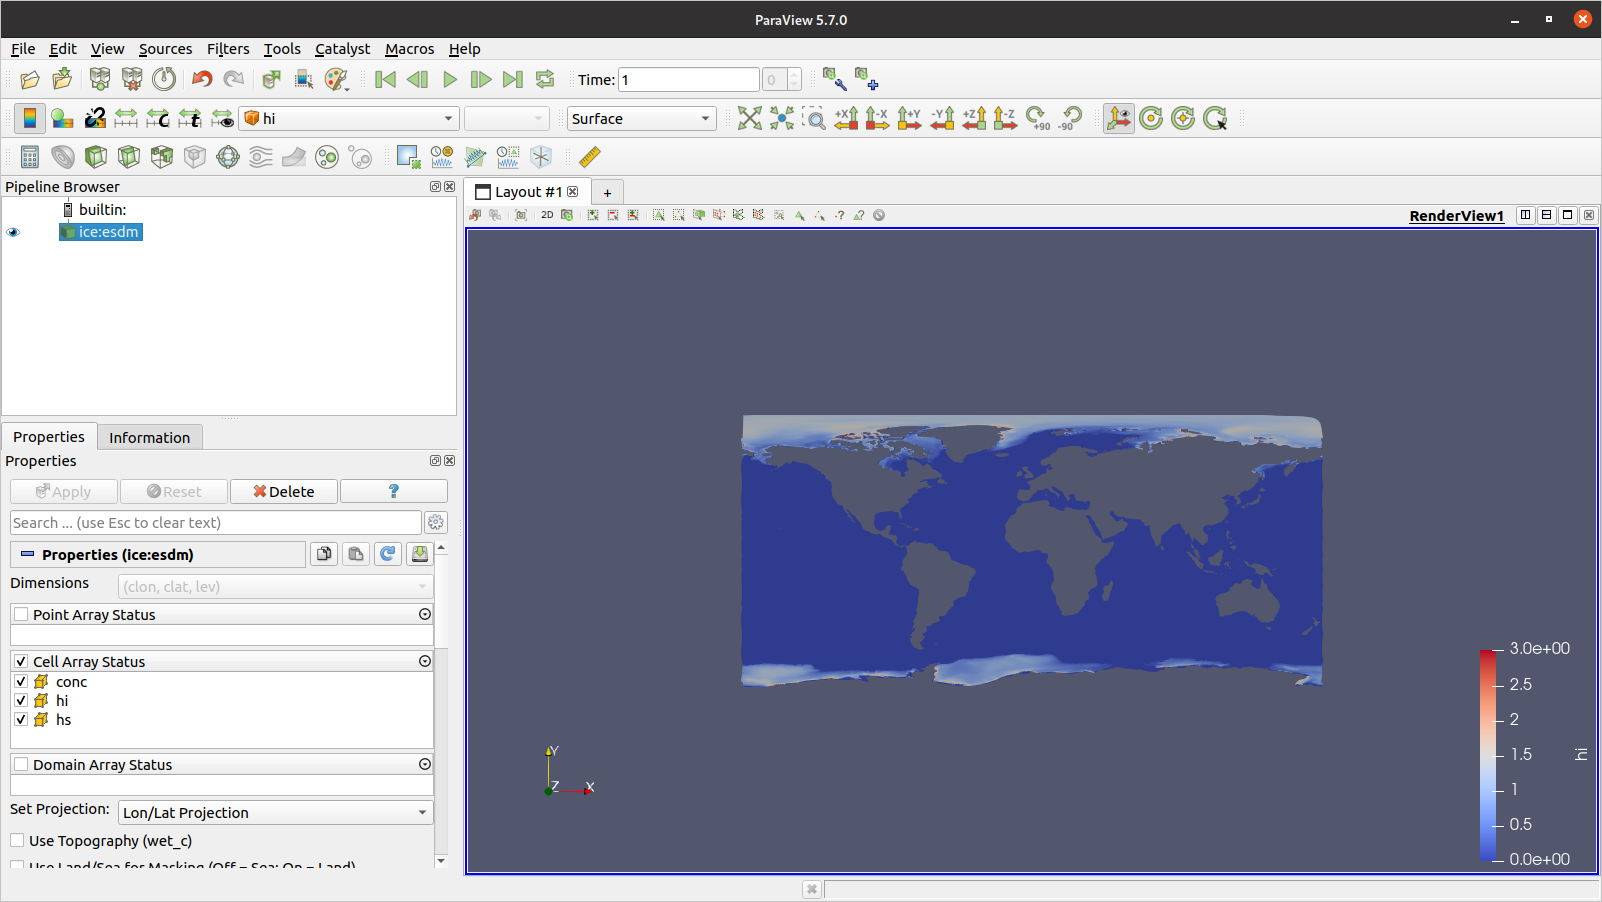 ParaView 5.7.0
File Edit View Sources Filters Tools Catalyst Macros Help
Time: 1 0
hi Surface +X -X +Y -Y +Z -Z +90 -90
Pipeline Browser
Layout #1 +
builtin:
2D
RenderView1
ice:esdm
Properties Information
Properties
Apply Reset Delete ?
Search ... (use Esc to clear text)
Properties (ice:esdm)
Dimensions (clon, clat, lev)
Point Array Status
Cell Array Status
conc
hi
hs
Domain Array Status
Set Projection: Lon/Lat Projection
Use Topography (wet_c)
Use Land/Sea for Masking (Off = Sea; On = Land)
Y
Z X
3.0e+00
2.5
2
1.5
1
0.5
0.0e+00
hi